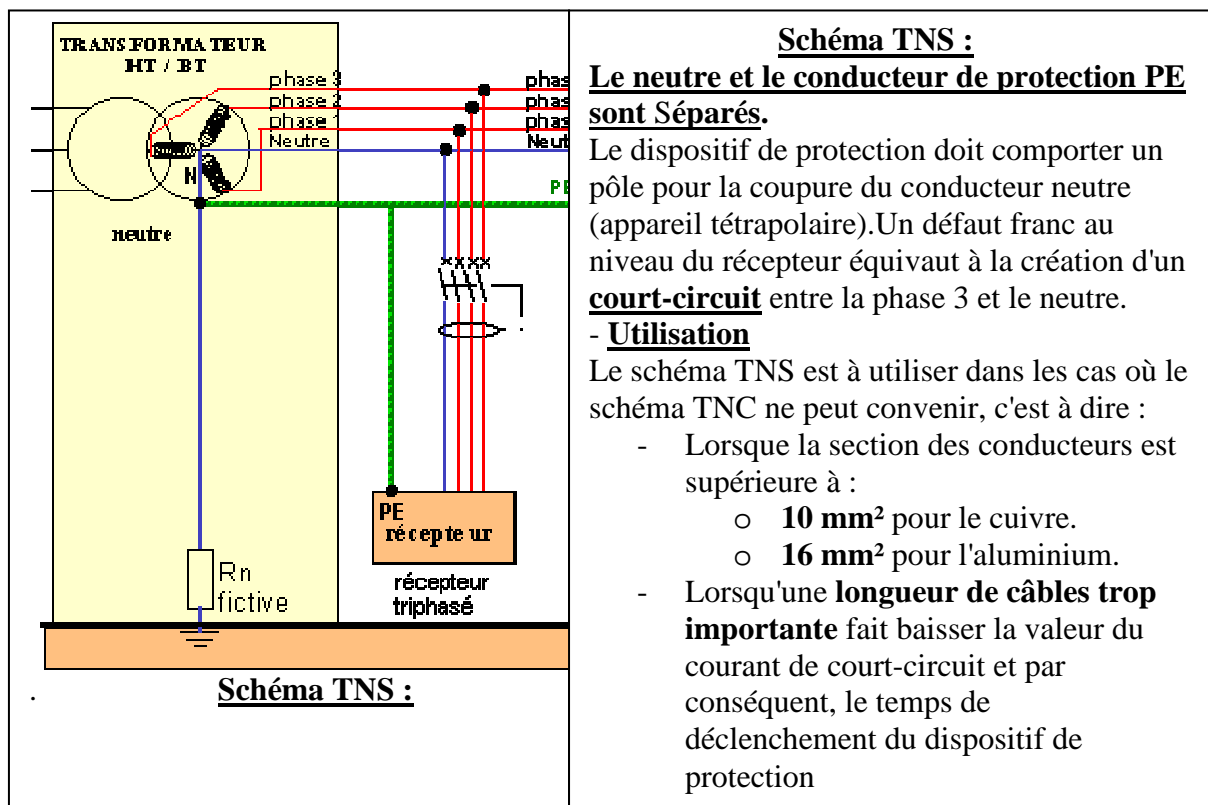 TRANSFORMATEUR
HT / BT
phase 3
phase 2
phase 1
Neutre
N
neutre
phas
phas
phas
Neut
PE
PE
récepteur
récepteur
triphasé
Rn
fictive
.
Schéma TNS :
Schéma TNS :
Le neutre et le conducteur de protection PE
sont Séparés.
Le dispositif de protection doit comporter un
pôle pour la coupure du conducteur neutre
(appareil tétrapolaire).Un défaut franc au
niveau du récepteur équivaut à la création d'un
court-circuit entre la phase 3 et le neutre.
- Utilisation
Le schéma TNS est à utiliser dans les cas où le
schéma TNC ne peut convenir, c'est à dire :
- Lorsque la section des conducteurs est
supérieure à :
o 10 mm² pour le cuivre.
o 16 mm² pour l'aluminium.
- Lorsqu'une longueur de câbles trop
importante fait baisser la valeur du
courant de court-circuit et par
conséquent, le temps de
déclenchement du dispositif de
protection